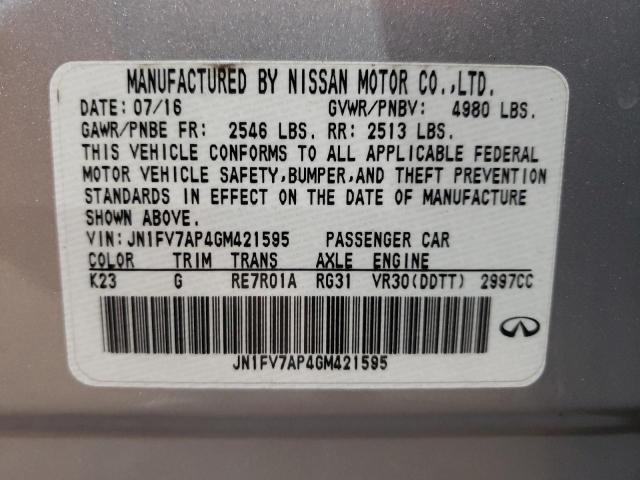 MANUFACTURED BY NISSAN MOTOR CO.,LTD.
DATE: 07/16 GVWR/PNBV: 4980 LBS.
GAWR/PNBE FR: 2546 LBS. RR: 2513 LBS.
THIS VEHICLE CONFORMS TO ALL APPLICABLE FEDERAL
MOTOR VEHICLE SAFETY,BUMPER,AND THEFT PREVENTION
STANDARDS IN EFFECT ON THE DATE OF MANUFACTURE
SHOWN ABOVE.
VIN:JN1FV7AP4GM421595 PASSENGER CAR
COLOR TRIM TRANS AXLE ENGINE
K23 G RE7R01A RG31 VR30(DDTT) 2997CC
JN1FV7AP4GM421595